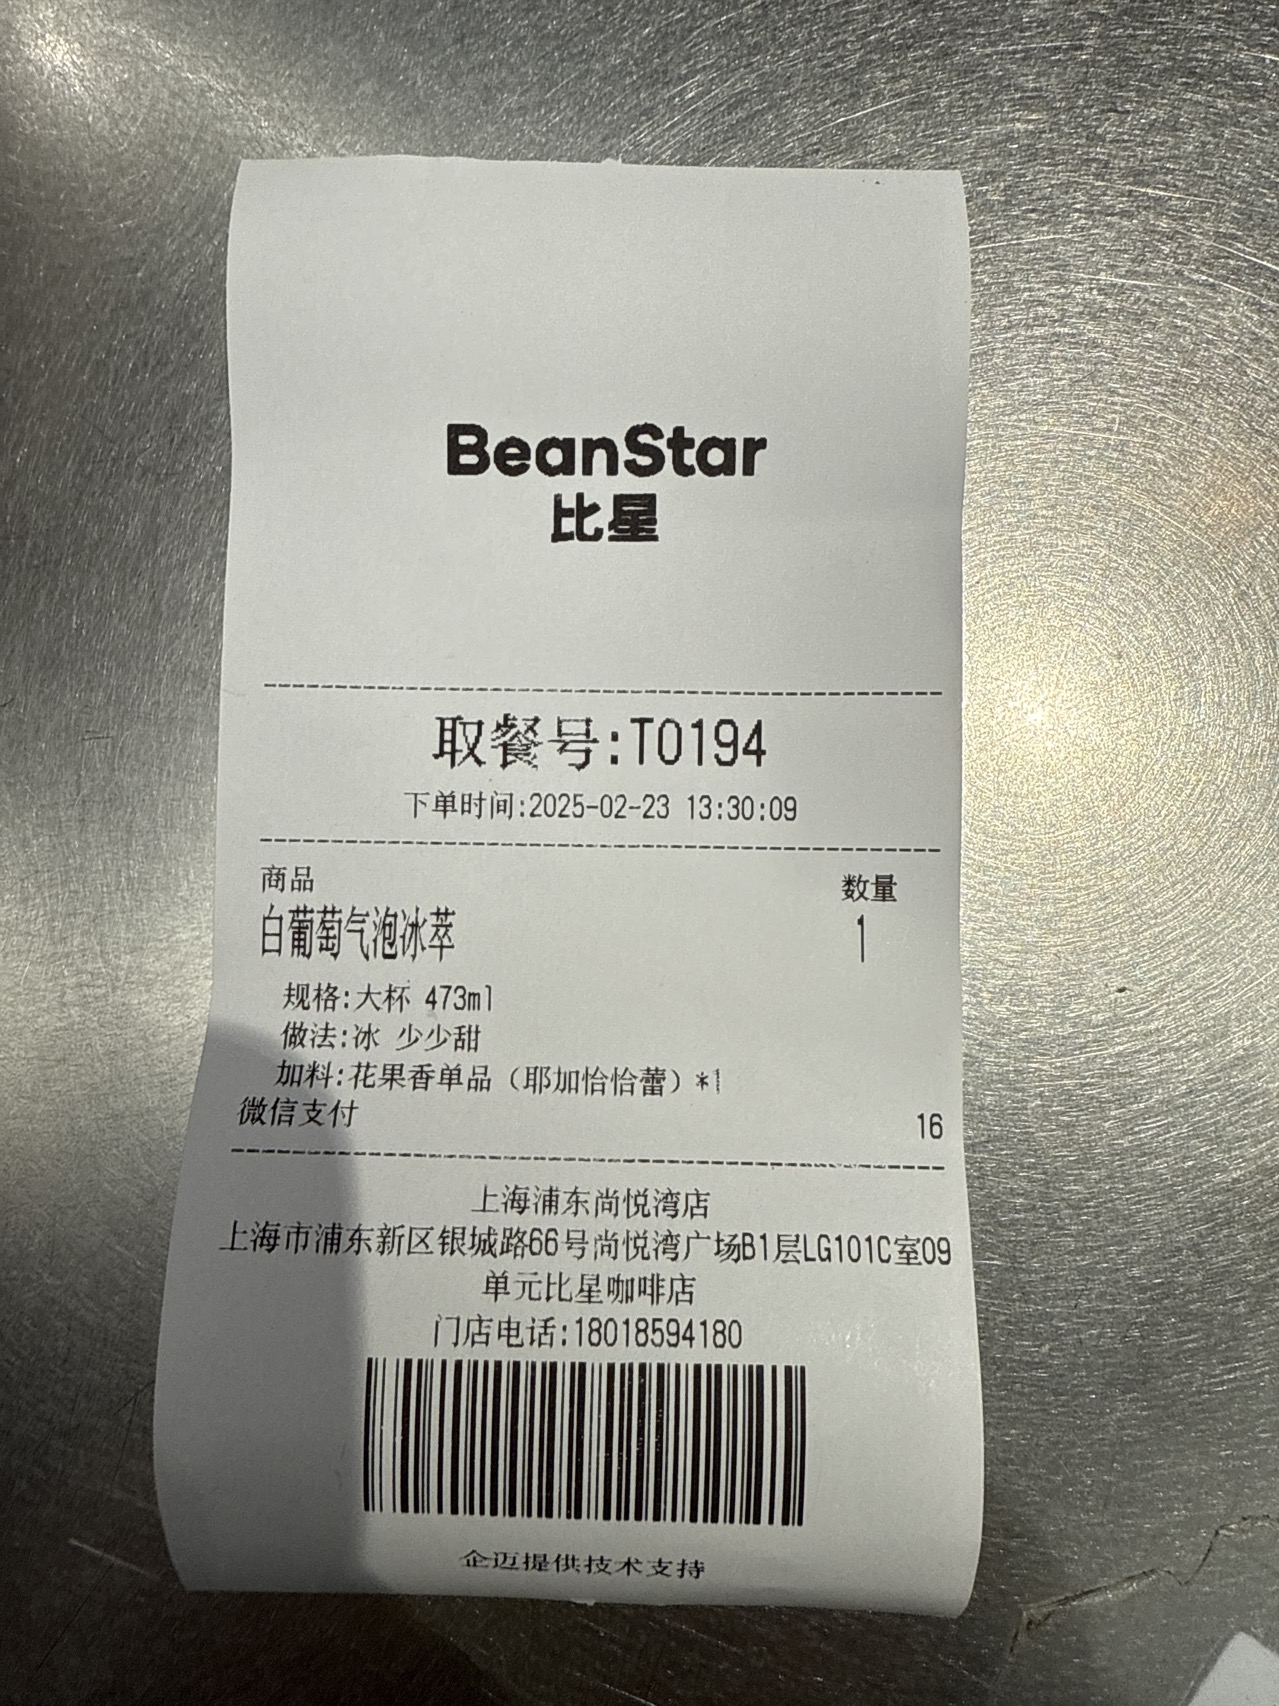 BeanStar
比星
取餐号:T0194
下单时间:2025-02-23 13:30:09
商品 数量
白葡萄气泡冰萃 1
规格:大杯 473ml
做法:冰 少少甜
加料:花果香单品（耶加恰恰蕾）*1
微信支付 16
上海浦东尚悦湾店
上海市浦东新区银城路66号尚悦湾广场B1层LG101C室09
单元比星咖啡店
门店电话:18018594180
企迈提供技术支持